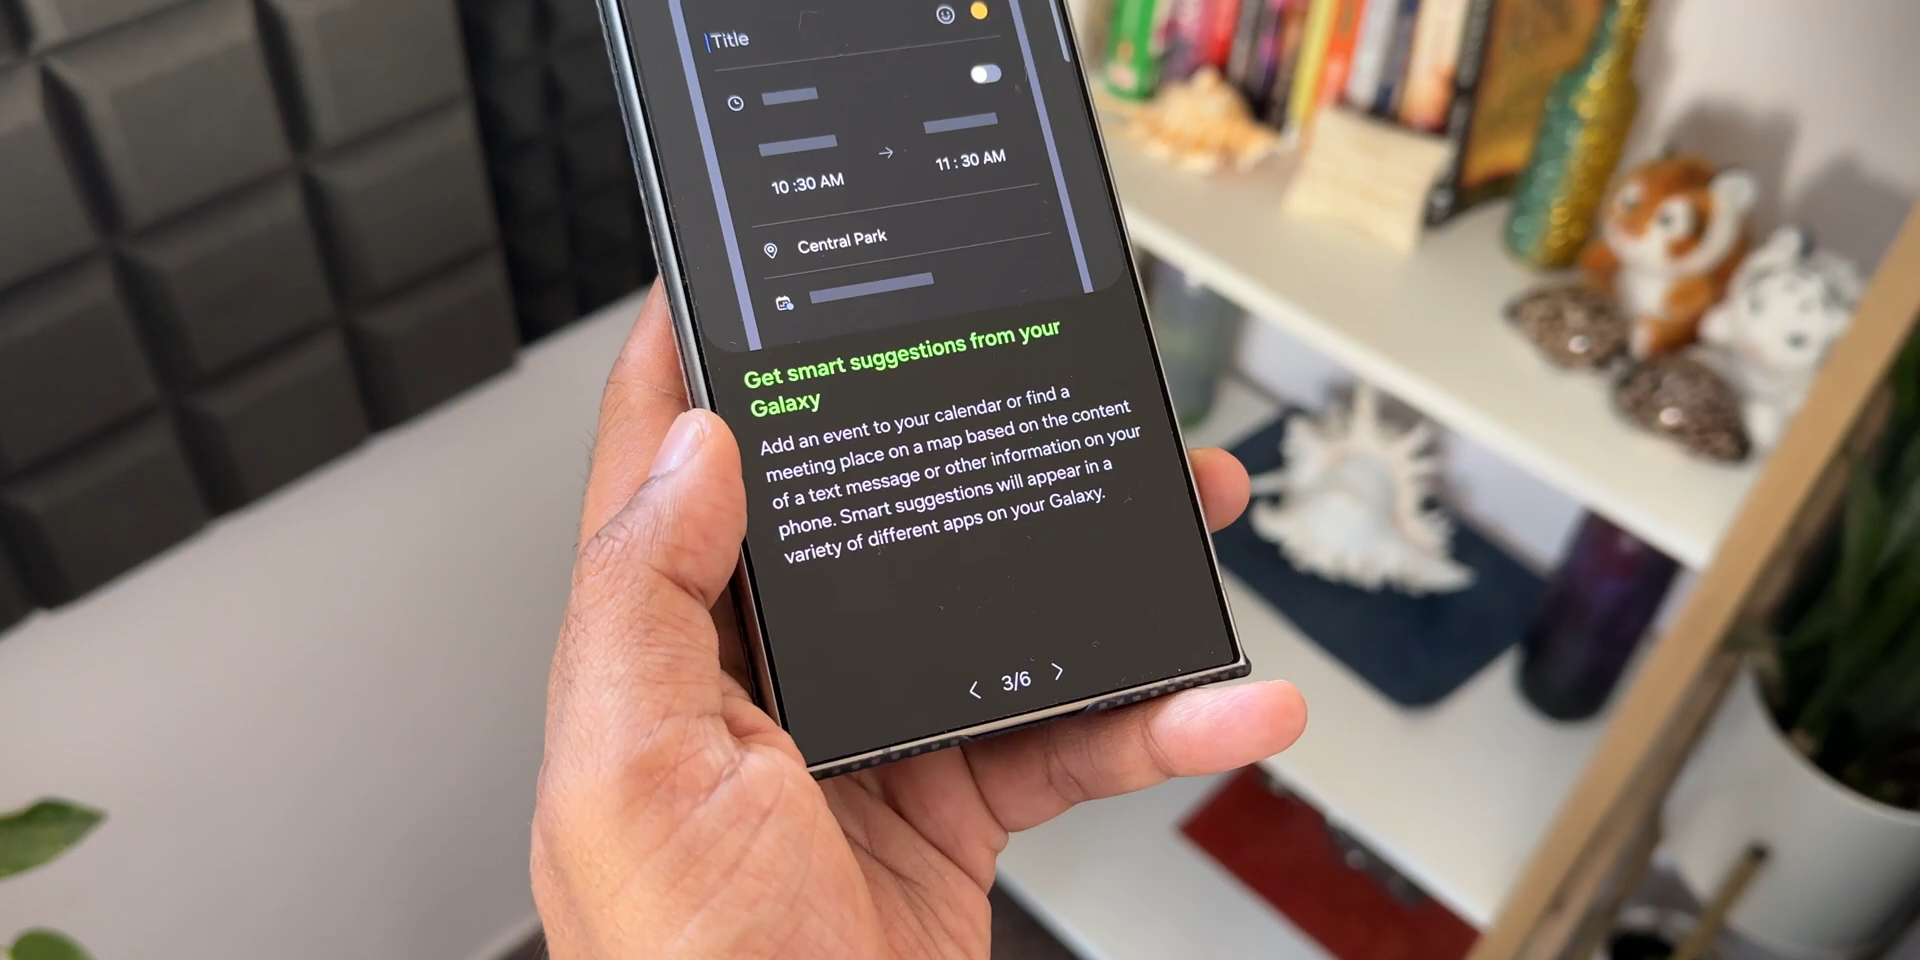 Title
10 :30 AM
11 : 30 AM
Central Park
Get smart suggestions from your
Galaxy
Add an event to your calendar or find a
meeting place on a map based on the content
of a text message or other information on your
phone. Smart suggestions will appear in a
variety of different apps on your Galaxy.
3/6